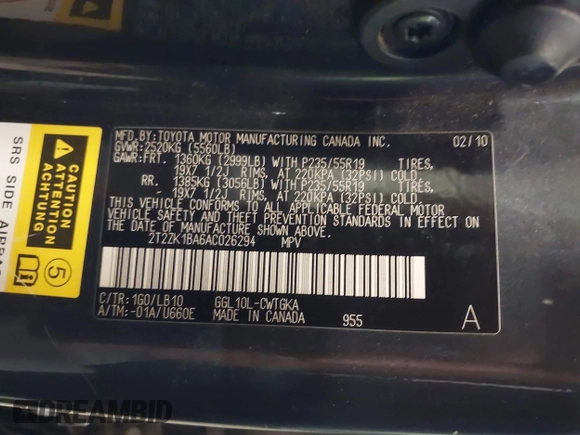 MFD.BY:TOYOTA MOTOR MANUFACTURING CANADA INC. 02/10
GVWR:2520KG (5560LB)
GAWR:FRT. 1360KG (2999LB) WITH P235/55R19 TIRES,
19X7 1/2J RIMS, AT 220KPA (32PSI) COLD.
RR. 1385KG (3056LB) WITH P235/55R19 TIRES,
19X7 1/2J RIMS, AT 220KPA (32PSI) COLD.
THIS VEHICLE CONFORMS TO ALL APPLICABLE FEDERAL MOTOR
VEHICLE SAFETY AND THEFT PREVENTION STANDARDS IN EFFECT ON
THE DATE OF MANUFACTURE SHOWN ABOVE.
2T2ZK1BA6AC026294 MPV
C/TR:1G0/LB10 GGL10L-CWTGKA
A/TM:-01A/U660E MADE IN CANADA 955 A
CAUTION
ATTENTION
SRS SIDE AIRBAG
5
DREAMBID